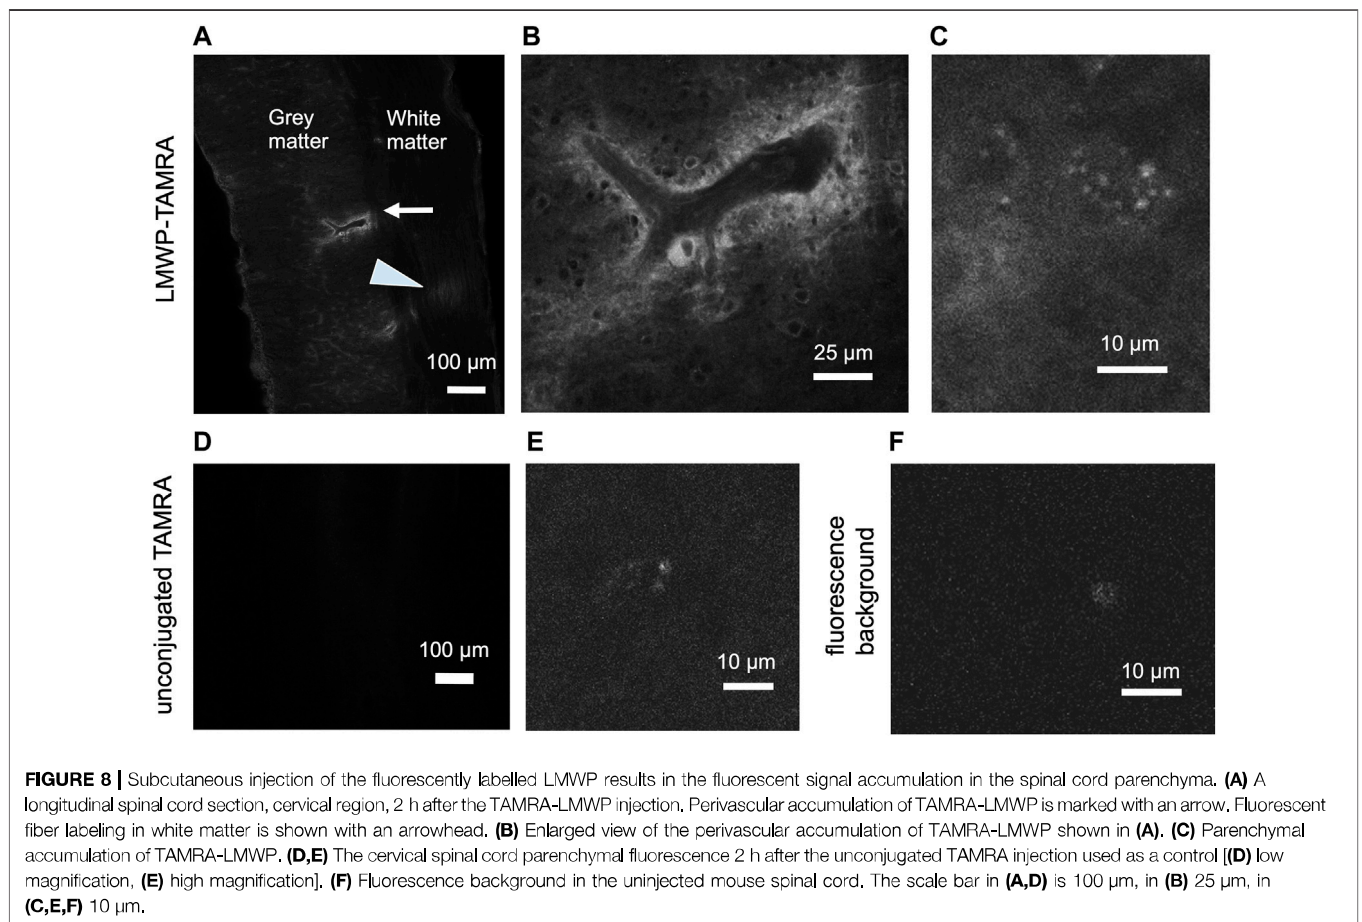 A
B
C
LMWP-TAMRA
Grey
matter
White
matter
100 µm
25 µm
10 µm
D
E
F
unconjugated TAMRA
100 µm
10 µm
fluorescence
background
10 µm
FIGURE 8 | Subcutaneous injection of the fluorescently labelled LMWP results in the fluorescent signal accumulation in the spinal cord parenchyma. (A) A
longitudinal spinal cord section, cervical region, 2 h after the TAMRA-LMWP injection. Perivascular accumulation of TAMRA-LMWP is marked with an arrow. Fluorescent
fiber labeling in white matter is shown with an arrowhead. (B) Enlarged view of the perivascular accumulation of TAMRA-LMWP shown in (A). (C) Parenchymal
accumulation of TAMRA-LMWP. (D,E) The cervical spinal cord parenchymal fluorescence 2 h after the unconjugated TAMRA injection used as a control [(D) low
magnification, (E) high magnification]. (F) Fluorescence background in the uninjected mouse spinal cord. The scale bar in (A,D) is 100 µm, in (B) 25 µm, in
(C,E,F) 10 µm.